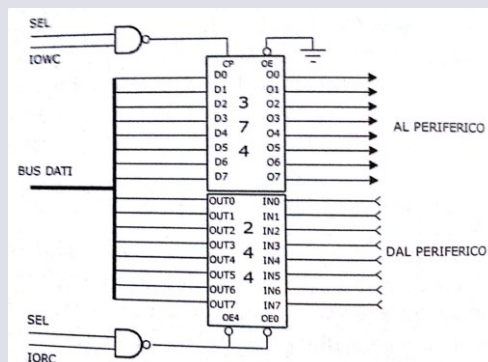 SEL
IOWC
CP OE
D0 O0
D1 O1
D2 O2
D3 O3
D4 O4
D5 O5
D6 O6
D7 O7
3
7
4
AL PERIFERICO
BUS DATI
OUT0 IN0
OUT1 IN1
OUT2 IN2
OUT3 IN3
OUT4 IN4
OUT5 IN5
OUT6 IN6
OUT7 IN7
2
4
4
DAL PERIFERICO
OE4 OE0
SEL
IORC